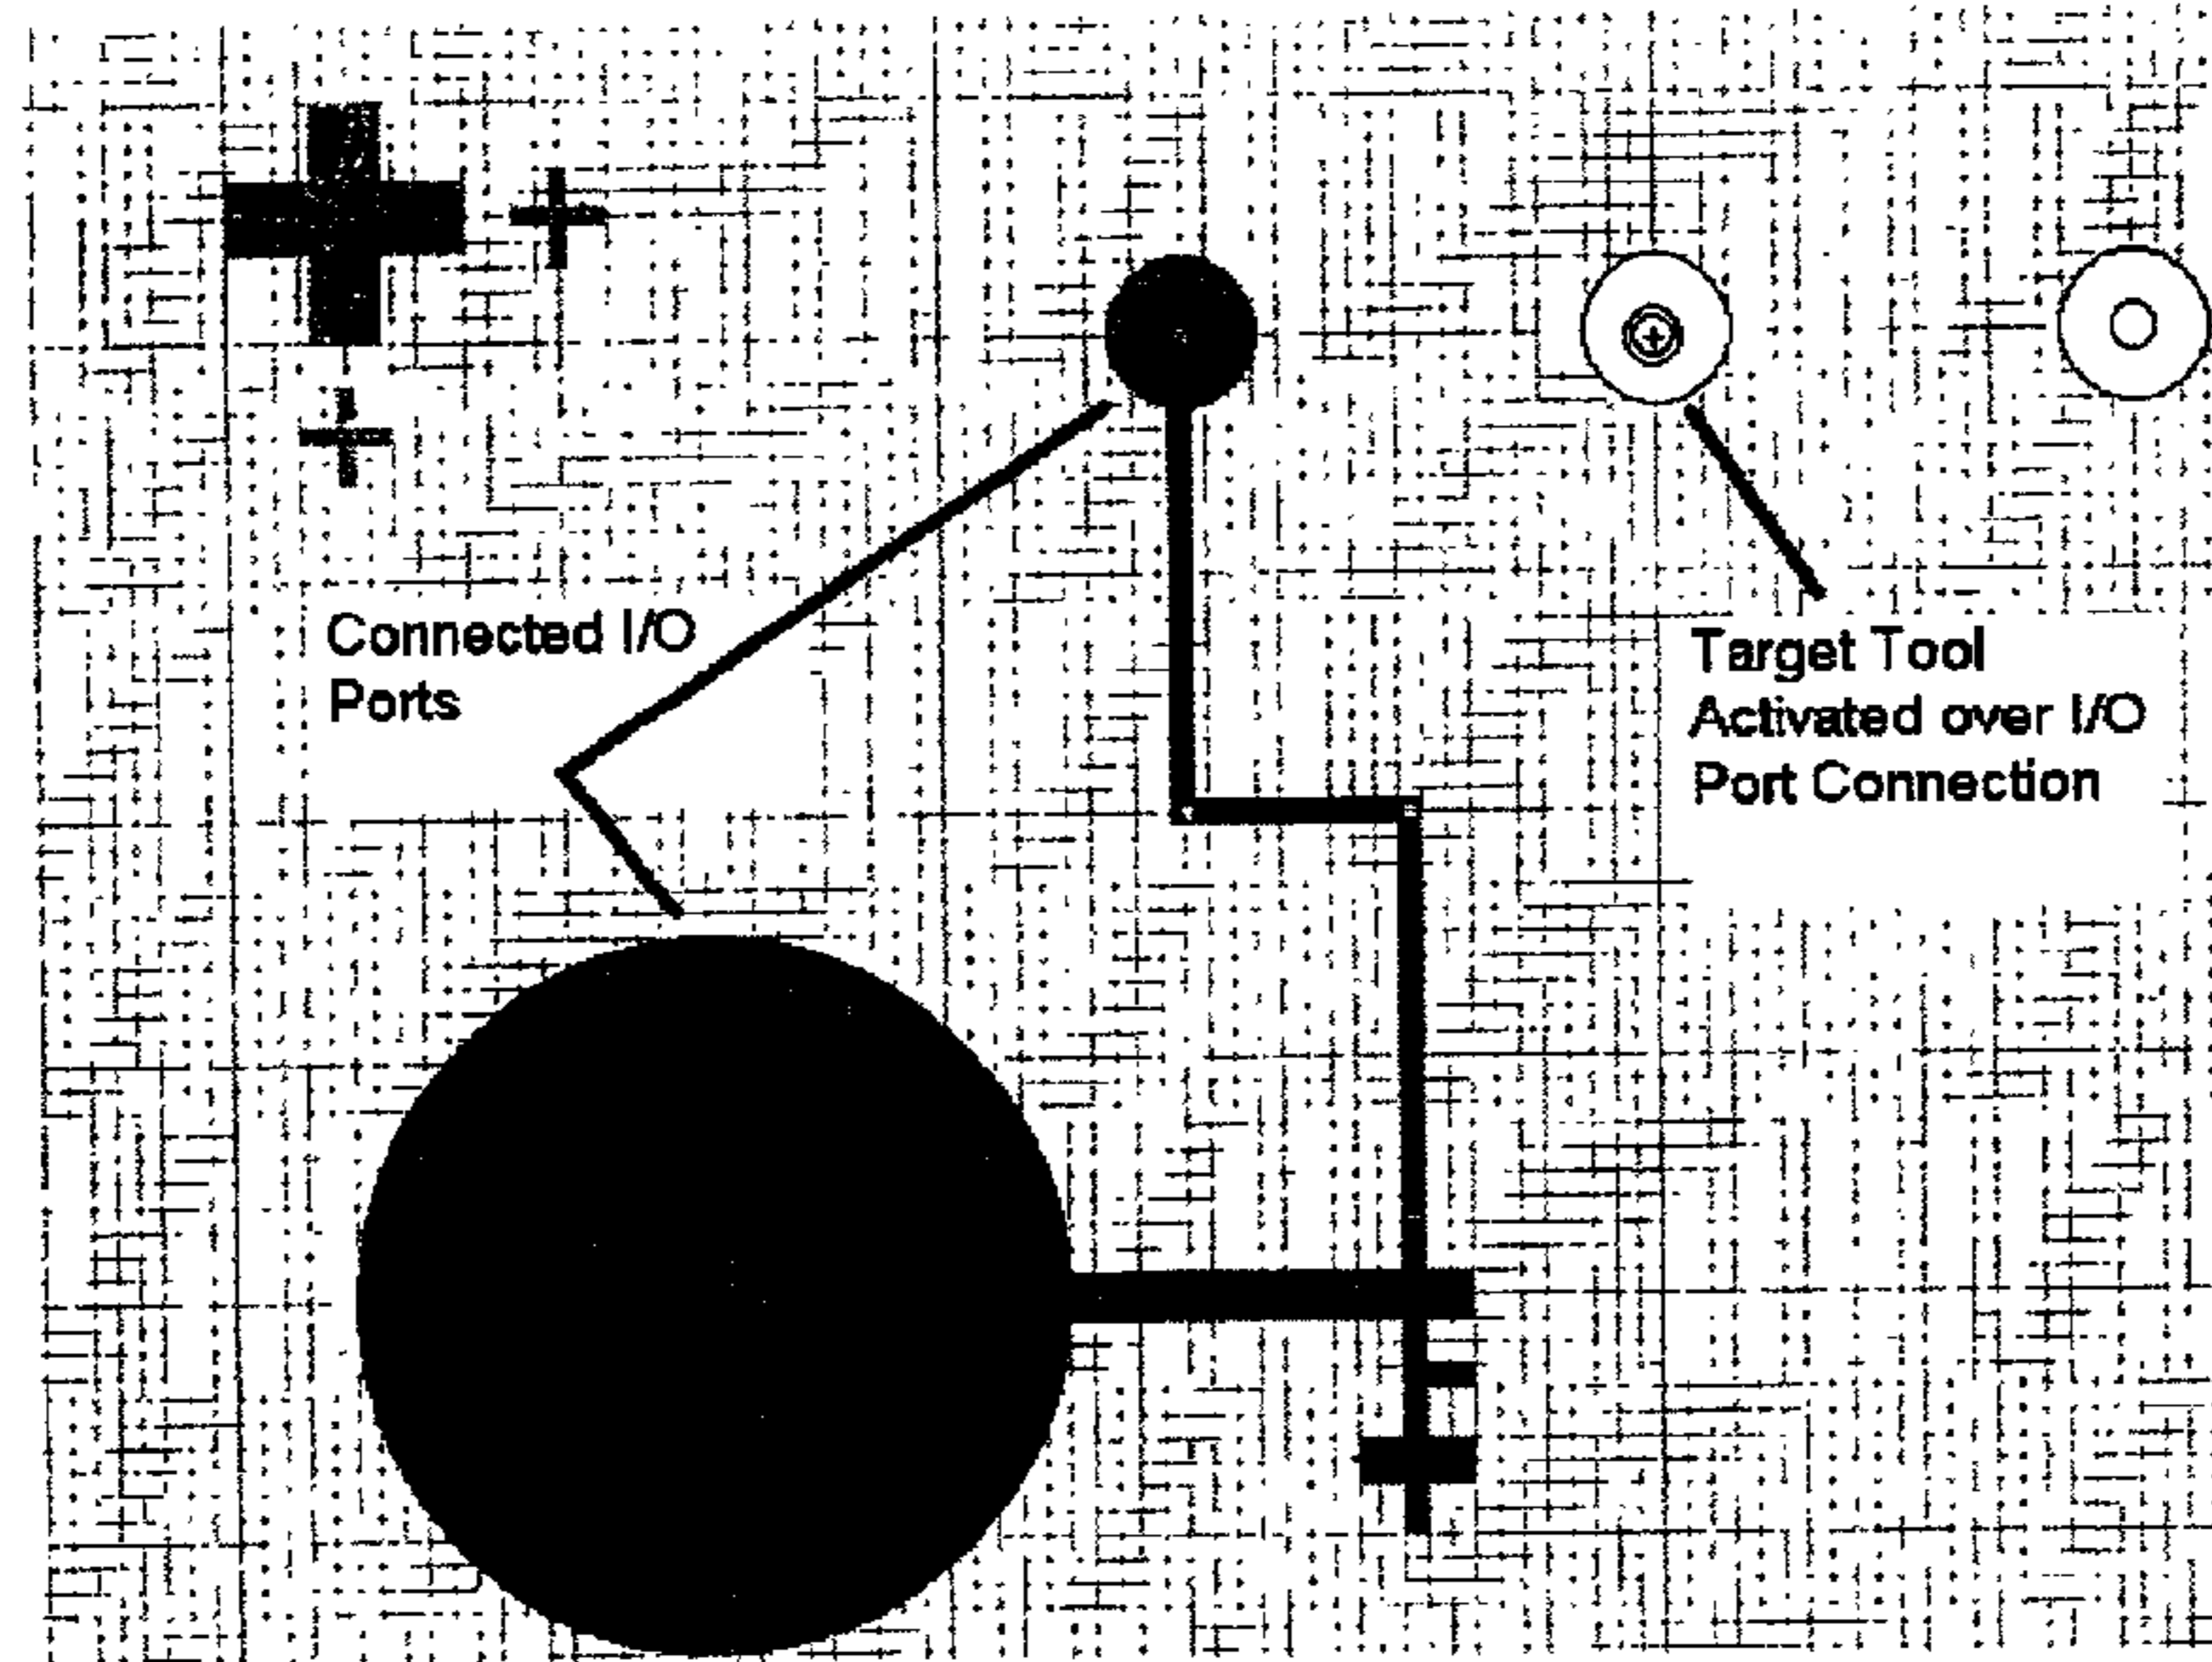 Connected I/O
Ports
Target Tool
Activated over I/O
Port Connection